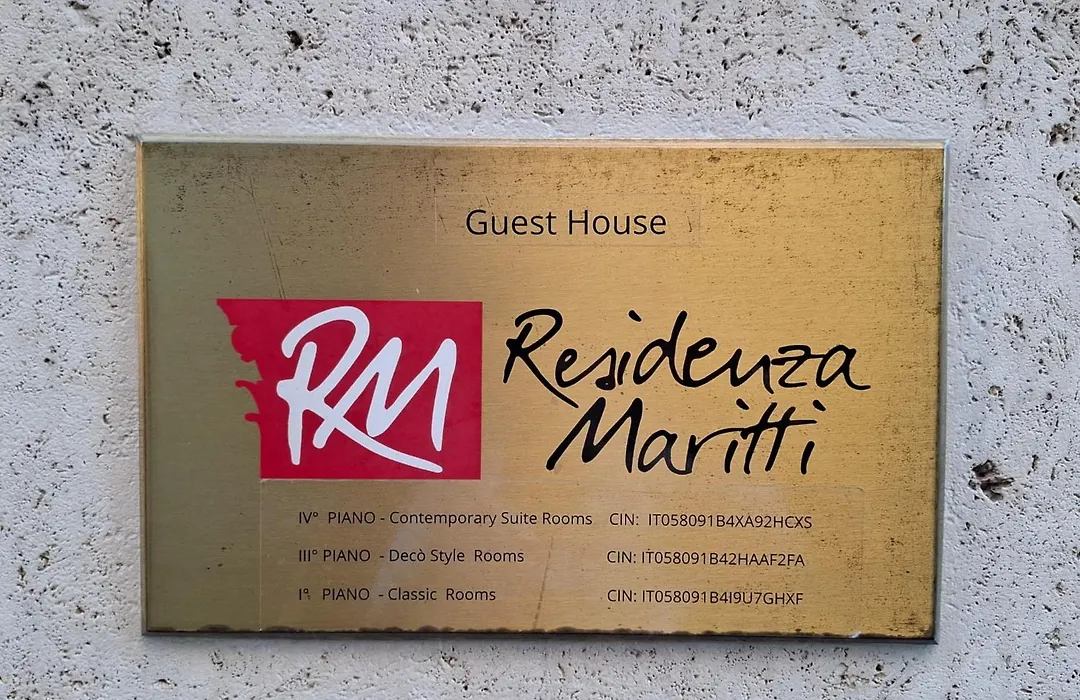 Guest House
RM
Residenza
Maritti
IV° PIANO - Contemporary Suite Rooms CIN: IT058091B4XA92HCXS
III° PIANO - Decò Style Rooms CIN: IT058091B42HAAF2FA
I° PIANO - Classic Rooms CIN: IT058091B4I9U7GHXF